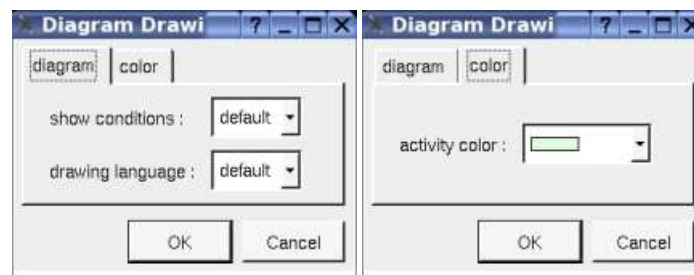 Diagram Drawi
diagram color
show conditions : default
drawing language : default
OK Cancel
Diagram Drawi
diagram color
activity color :
OK Cancel